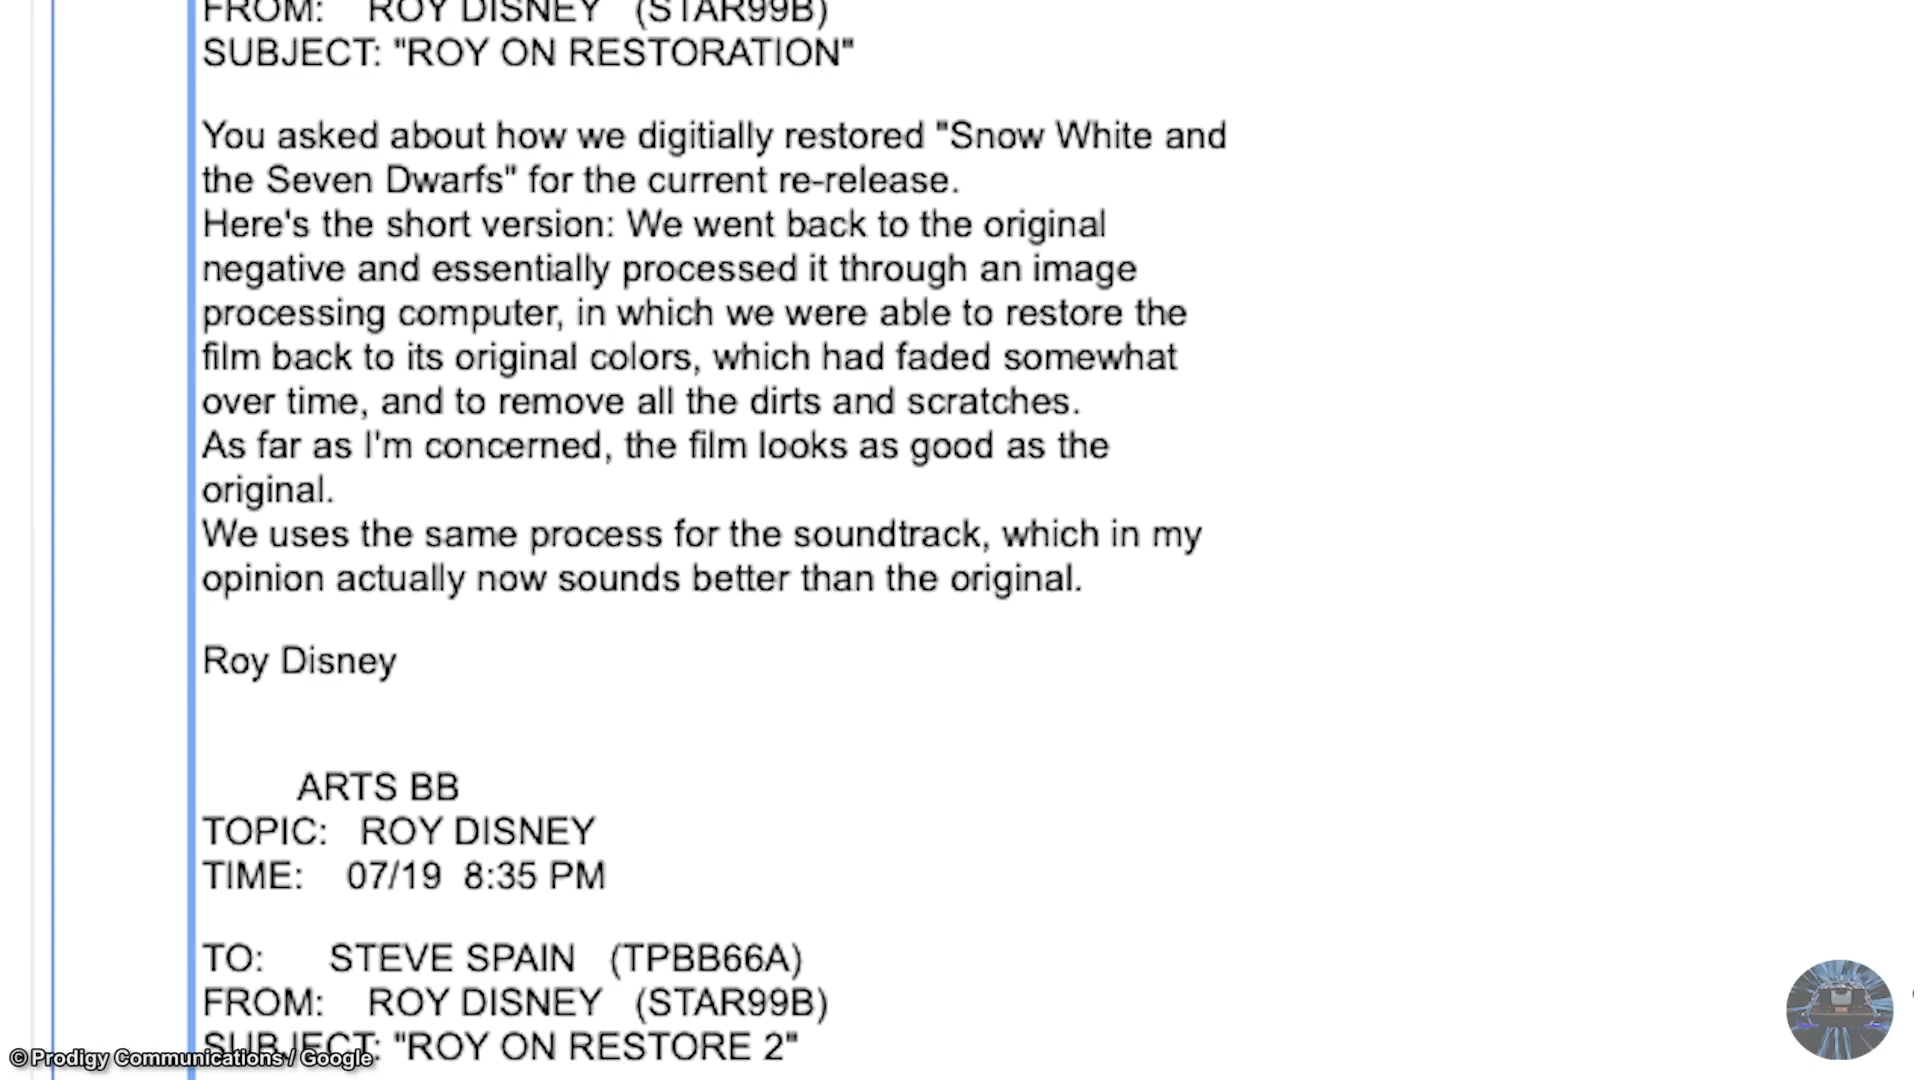 FROM: ROY DISNEY (STAR99B)
SUBJECT: "ROY ON RESTORATION"
You asked about how we digitially restored "Snow White and
the Seven Dwarfs" for the current re-release.
Here's the short version: We went back to the original
negative and essentially processed it through an image
processing computer, in which we were able to restore the
film back to its original colors, which had faded somewhat
over time, and to remove all the dirts and scratches.
As far as I'm concerned, the film looks as good as the
original.
We uses the same process for the soundtrack, which in my
opinion actually now sounds better than the original.
Roy Disney
ARTS BB
TOPIC: ROY DISNEY
TIME: 07/19 8:35 PM
TO: STEVE SPAIN (TPBB66A)
FROM: ROY DISNEY (STAR99B)
SUBJECT: "ROY ON RESTORE 2"
© Prodigy Communications / Google